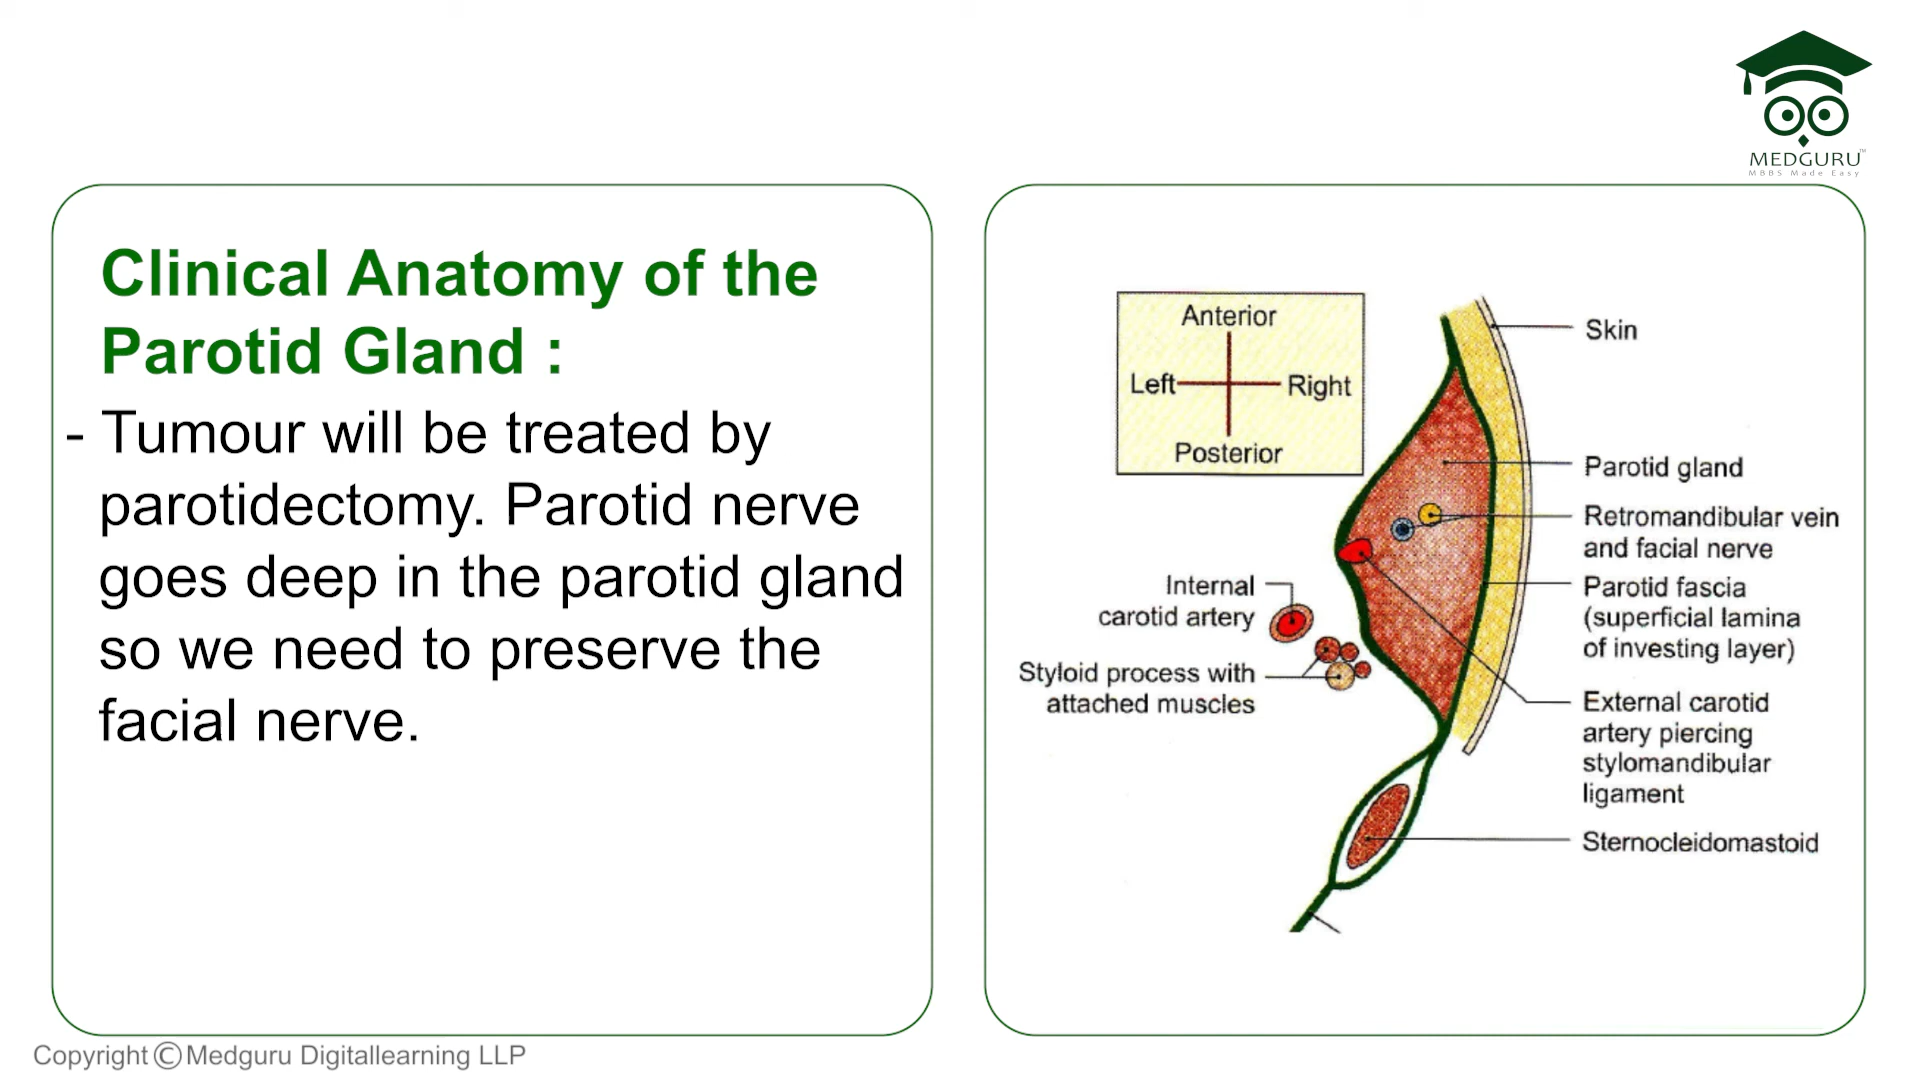 MEDGURU™
MBBS Made Easy
Clinical Anatomy of the
Parotid Gland :
- Tumour will be treated by
parotidectomy. Parotid nerve
goes deep in the parotid gland
so we need to preserve the
facial nerve.
Anterior
Left
Right
Posterior
Skin
Parotid gland
Retromandibular vein
and facial nerve
Internal
carotid artery
Parotid fascia
(superficial lamina
of investing layer)
Styloid process with
attached muscles
External carotid
artery piercing
stylomandibular
ligament
Sternocleidomastoid
Copyright © Medguru Digitallearning LLP